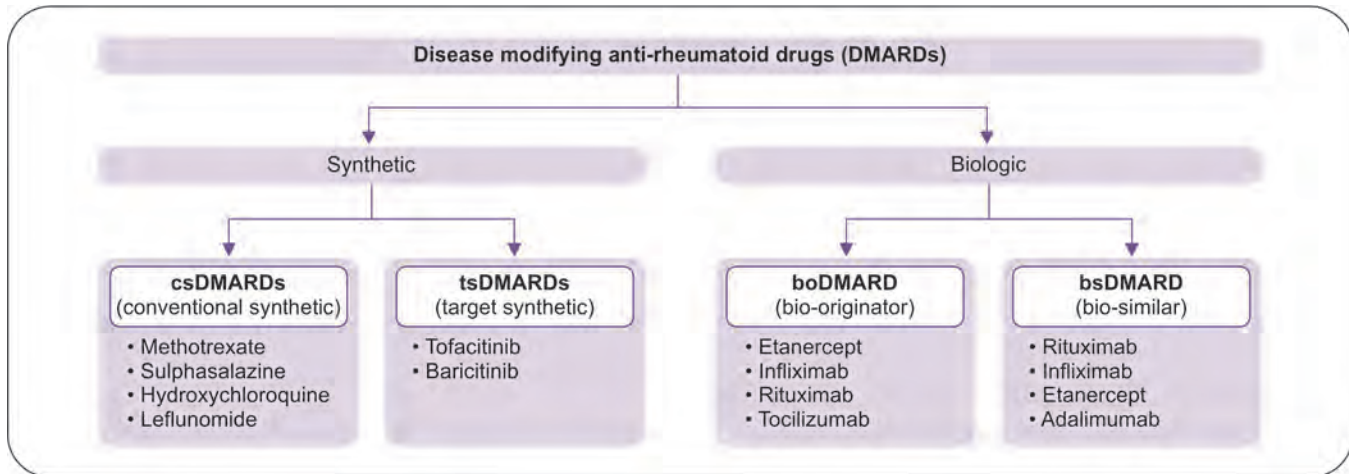 Disease modifying anti-rheumatoid drugs (DMARDs)
Synthetic
Biologic
csDMARDs
(conventional synthetic)
• Methotrexate
• Sulphasalazine
• Hydroxychloroquine
• Leflunomide
tsDMARDs
(target synthetic)
• Tofacitinib
• Baricitinib
boDMARD
(bio-originator)
• Etanercept
• Infliximab
• Rituximab
• Tocilizumab
bsDMARD
(bio-similar)
• Rituximab
• Infliximab
• Etanercept
• Adalimumab